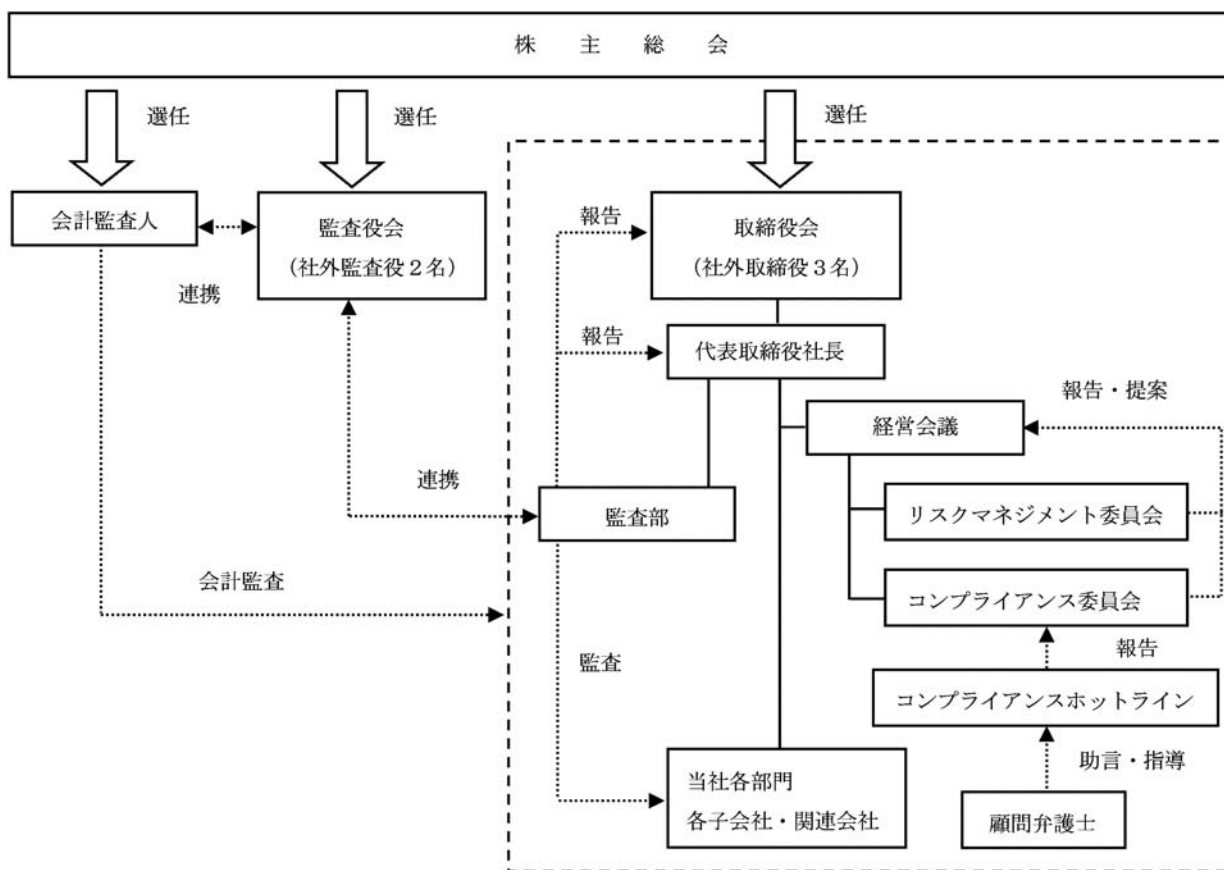 株主総会
選任
選任
選任
会計監査人
監査役会
（社外監査役２名）
連携
報告
取締役会
（社外取締役３名）
報告
代表取締役社長
報告・提案
経営会議
連携
監査部
リスクマネジメント委員会
会計監査
コンプライアンス委員会
監査
報告
コンプライアンスホットライン
助言・指導
当社各部門
各子会社・関連会社
顧問弁護士